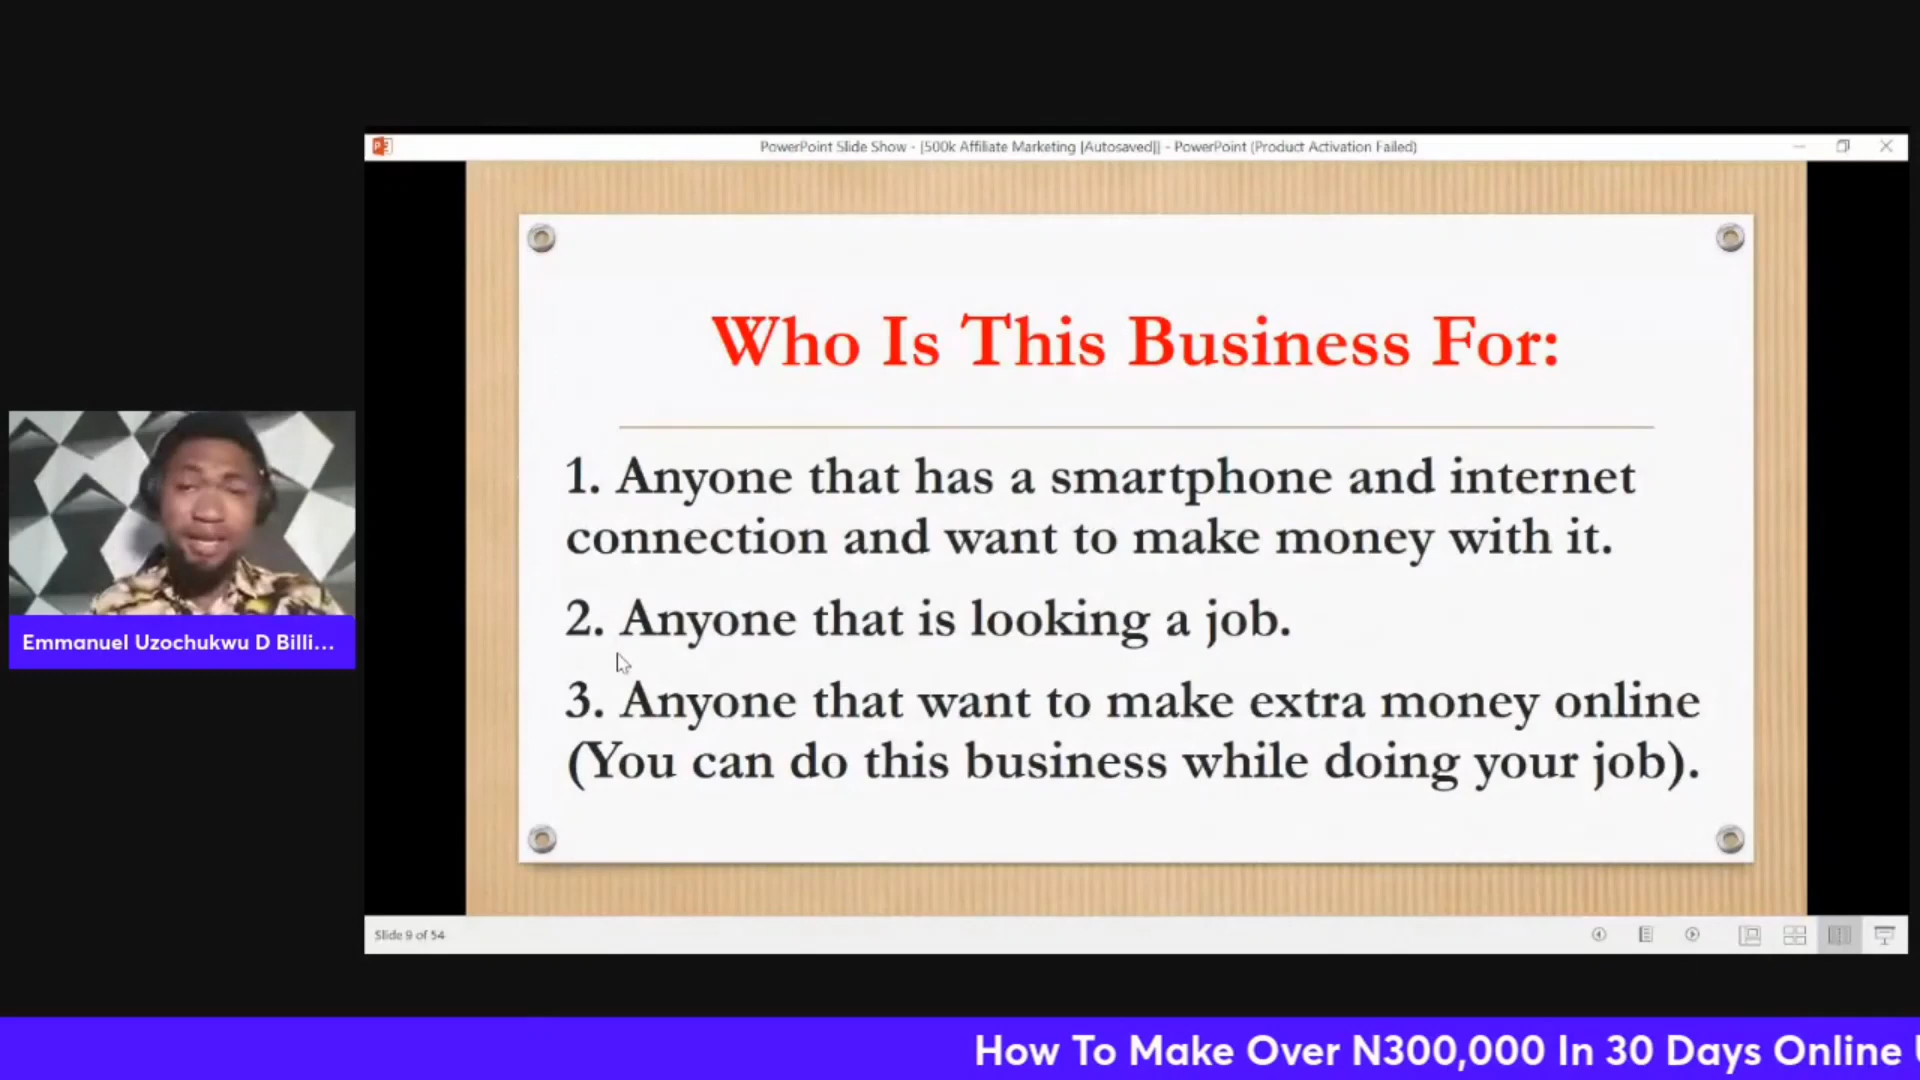 PowerPoint Slide Show - [500k Affiliate Marketing [Autosaved]] - PowerPoint (Product Activation Failed)
Who Is This Business For:
1. Anyone that has a smartphone and internet
connection and want to make money with it.
2. Anyone that is looking a job.
3. Anyone that want to make extra money online
(You can do this business while doing your job).
Emmanuel Uzochukwu D Billi...
Slide 9 of 54
How To Make Over N300,000 In 30 Days Online